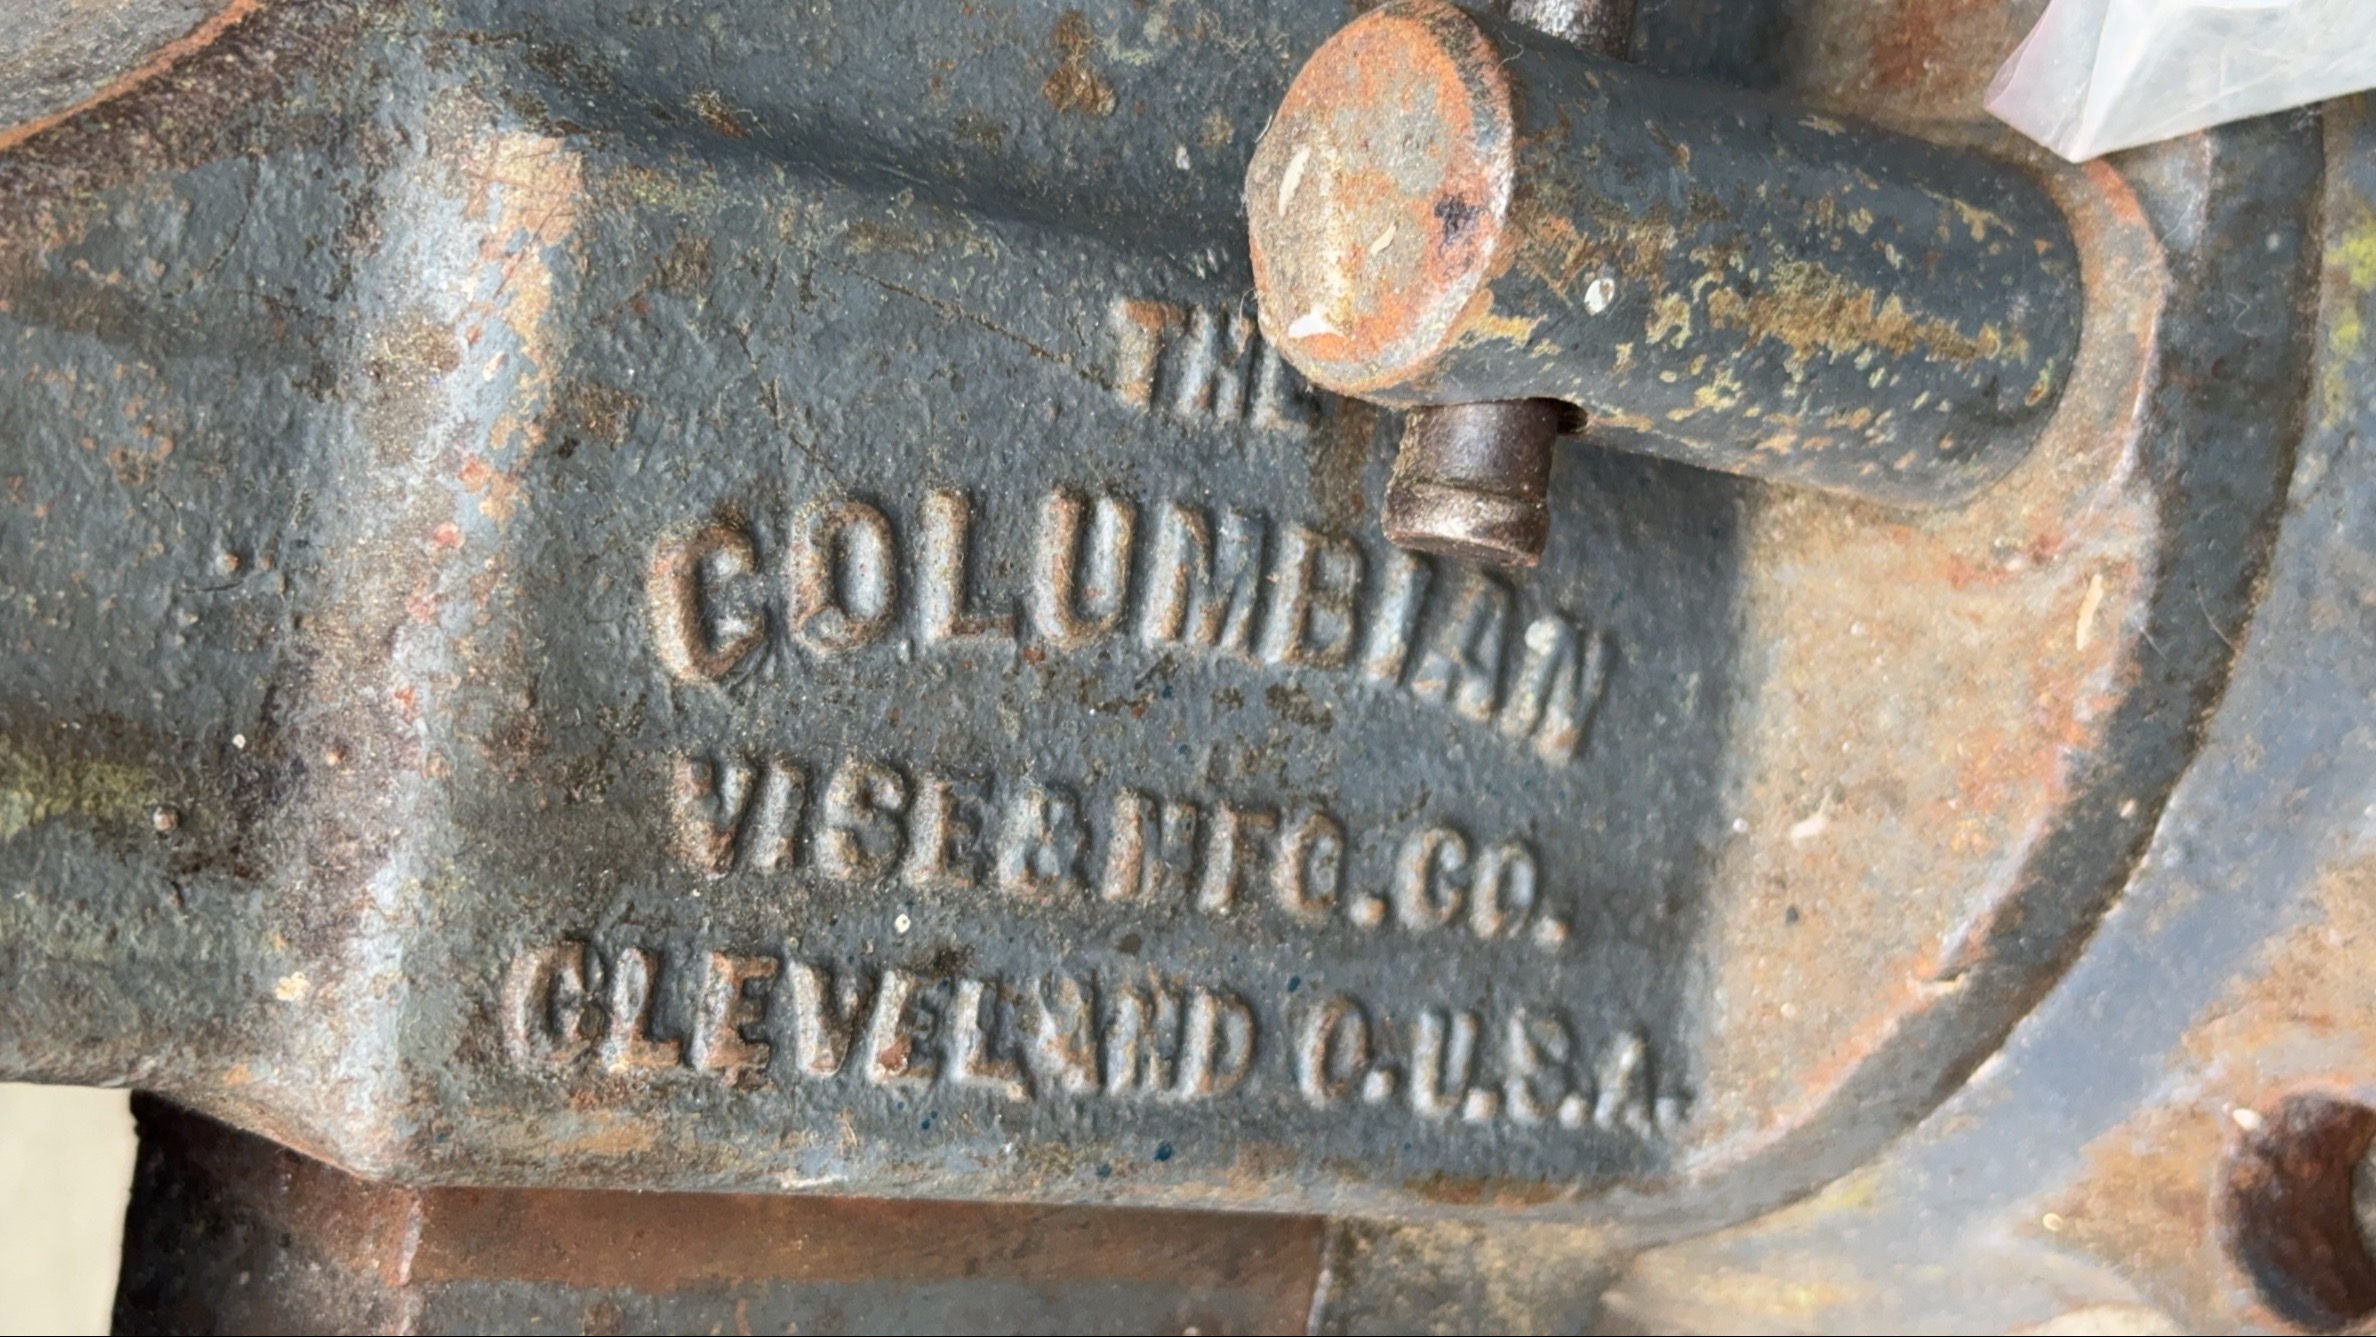 THE
COLUMBIAN
VISE & MFG. CO.
CLEVELAND O. U.S.A.